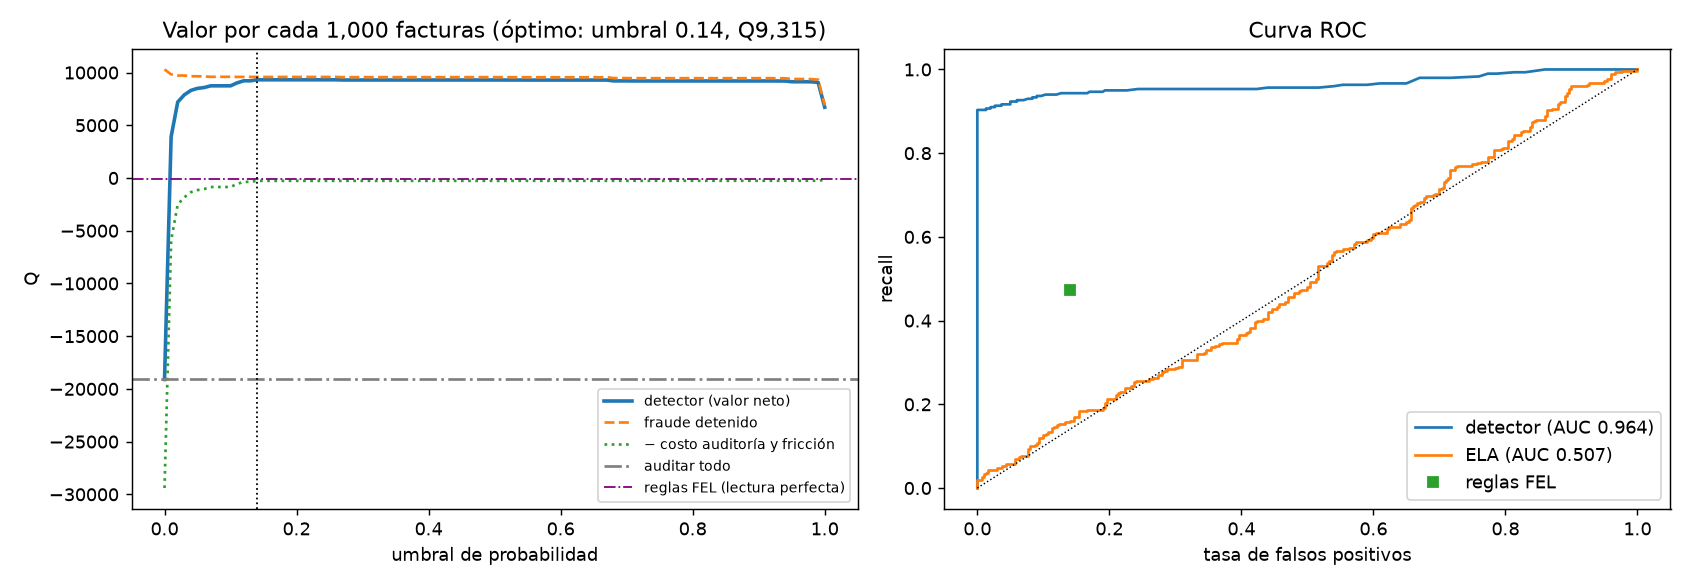 Valor por cada 1,000 facturas (óptimo: umbral 0.14, Q9,315)
Q
10000
5000
0
−5000
−10000
−15000
−20000
−25000
−30000
0.0
0.2
0.4
0.6
0.8
1.0
umbral de probabilidad
detector (valor neto)
fraude detenido
− costo auditoría y fricción
auditar todo
reglas FEL (lectura perfecta)
Curva ROC
recall
1.0
0.8
0.6
0.4
0.2
0.0
0.0
0.2
0.4
0.6
0.8
1.0
tasa de falsos positivos
detector (AUC 0.964)
ELA (AUC 0.507)
reglas FEL